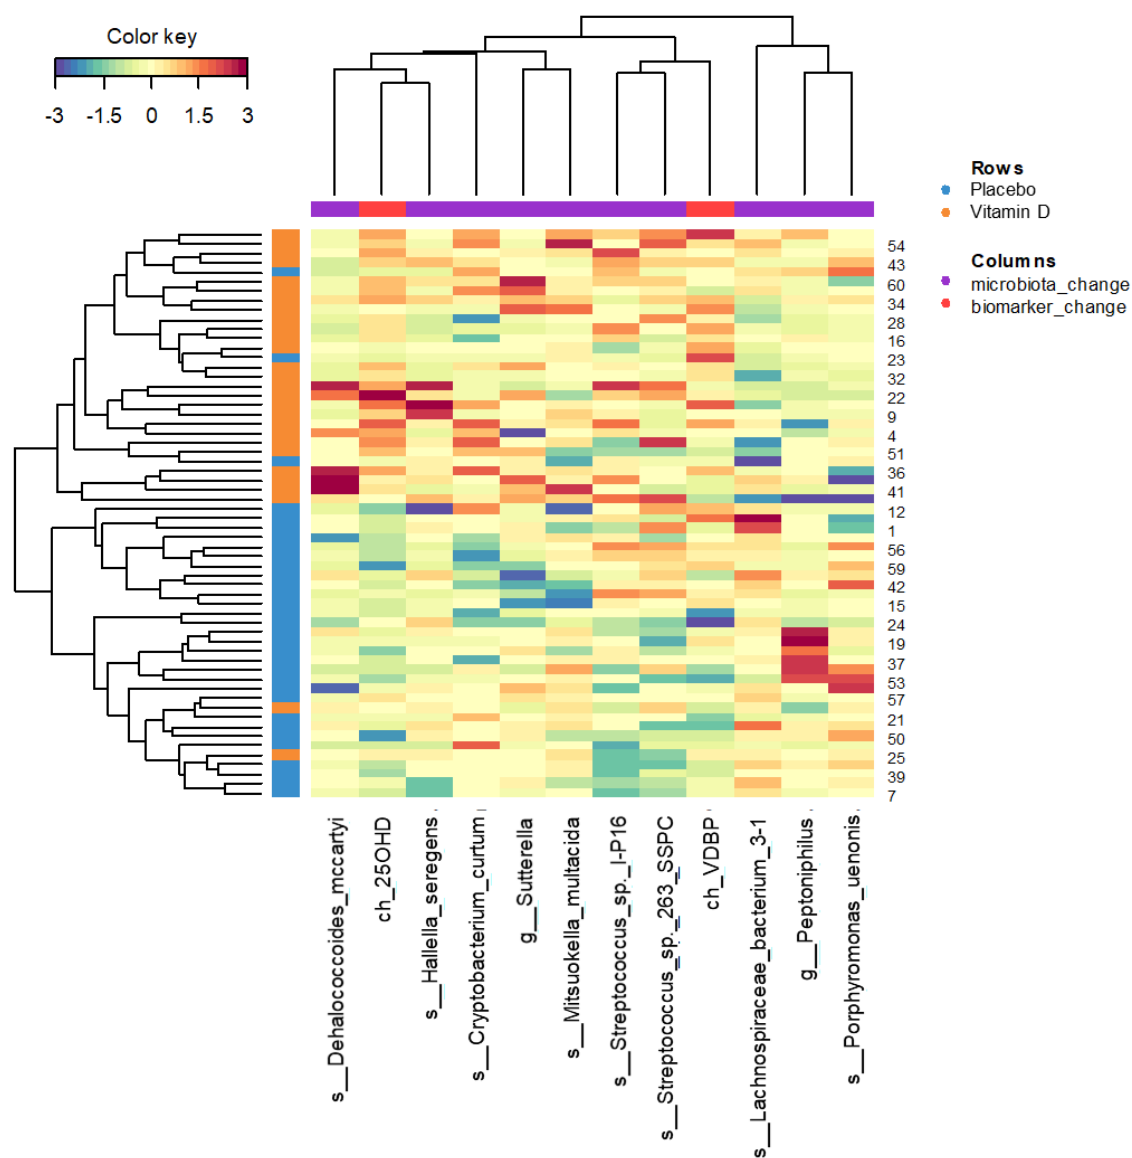 Color key
-3 -1.5 0 1.5 3
Rows
Placebo
Vitamin D
Columns
microbiota_change
biomarker_change
54
43
60
34
28
16
23
32
22
9
4
51
36
41
12
1
56
59
42
15
24
19
37
53
57
21
50
25
39
7
s__Dehalococcoides_mccartyi
ch_25OHD
s__Hallella_seregens
s__Cryptobacterium_curtum
g__Sutterella
s__Mitsuokella_multacida
s__Streptococcus_sp._I-P16
s__Streptococcus_sp._263_SSPC
ch_VDBP
s__Lachnospiraceae_bacterium_3-1
g__Peptoniphilus
s__Porphyromonas_uenonis